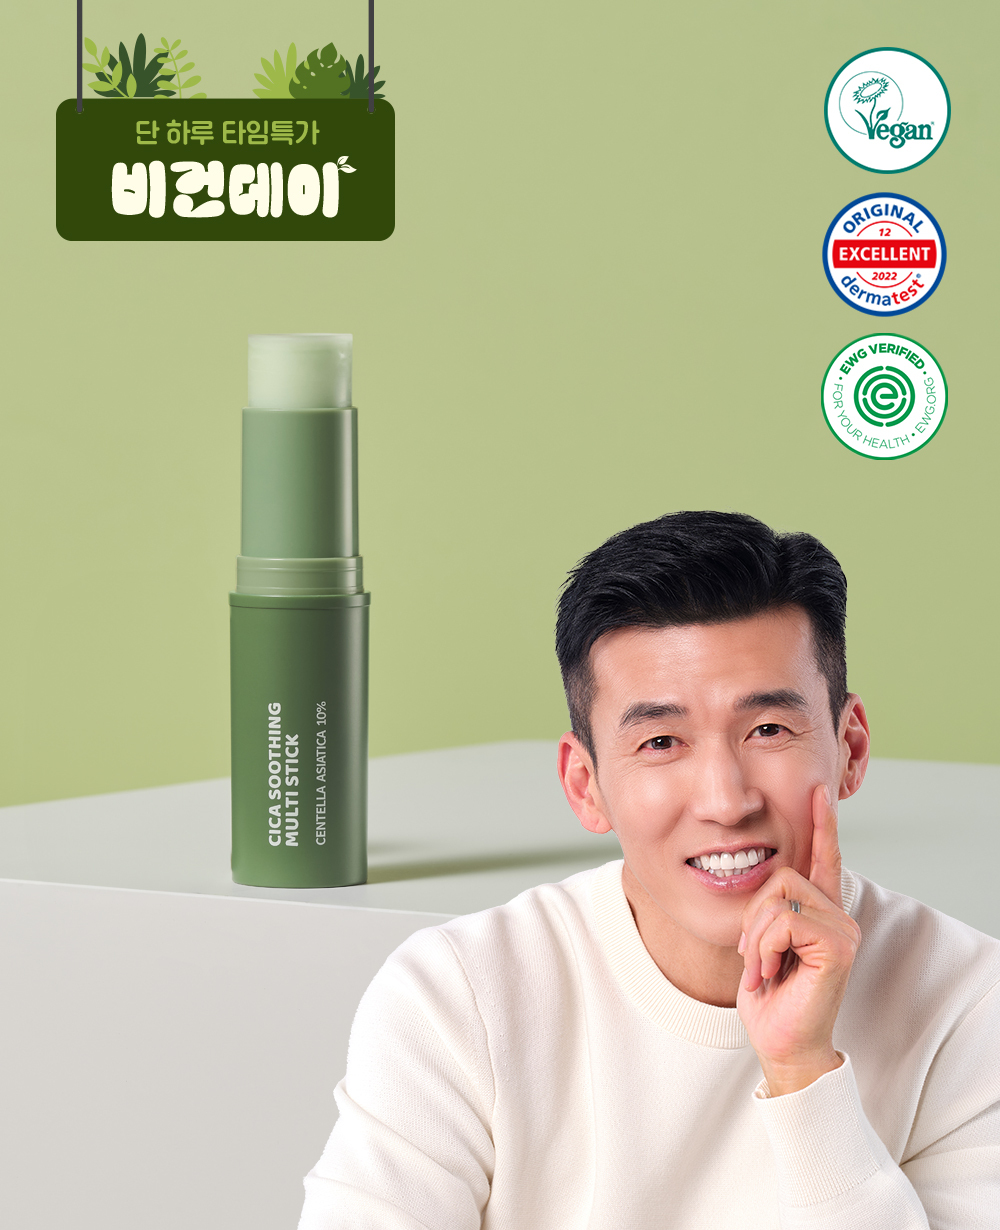 단 하루 타임특가
비건데이
Vegan
ORIGINAL
12
EXCELLENT
2022
dermatest®
• EWG VERIFIED •
FOR YOUR HEALTH • EWG.ORG
CICA SOOTHING
MULTI STICK
CENTELLA ASIATICA 10%